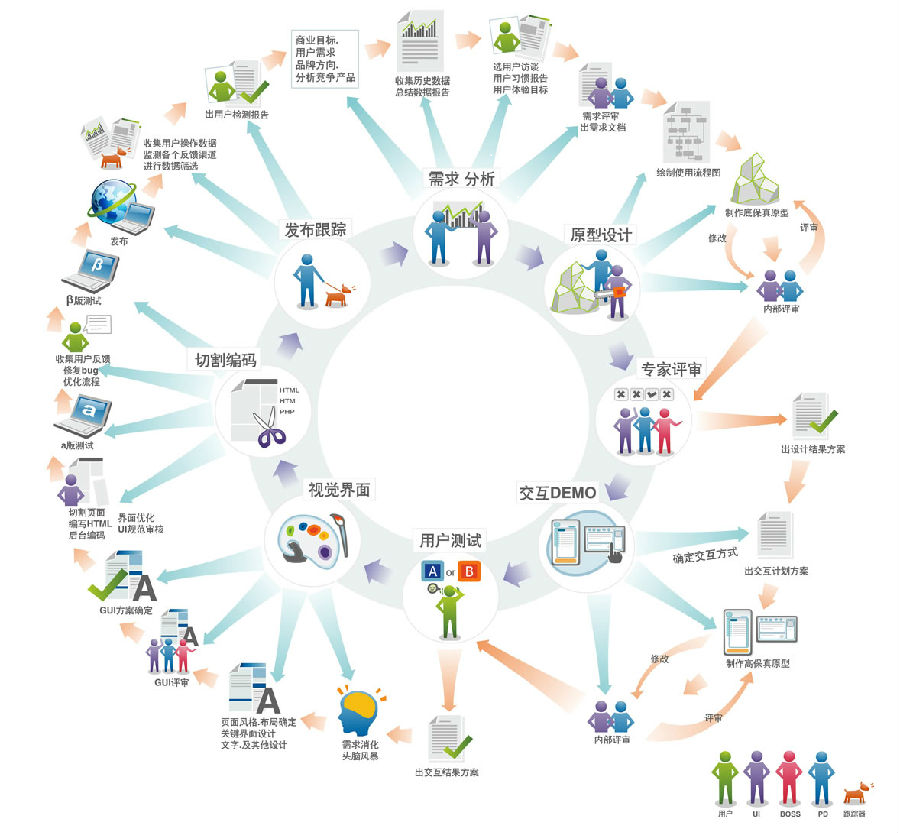 商业目标.
用户需求
品牌方向.
分析竞争产品
收集历史数据
总结数据报告
选用户访谈
用户习惯报告
用户体验目标
需求评审
出需求文档
绘制使用流程图
制作底保真原型
修改
评审
内部评审
出用户检测报告
收集用户操作数据
监测各个反馈渠道
进行数据筛选
发布
β
β版测试
收集用户反馈
修复bug
优化流程
a
a版测试
切割页面
编写HTML
后台编码
界面优化
UI规范审核
A
GUI方案确定
A
GUI评审
A
页面风格.布局确定
关键界面设计
文字.及其他设计
需求消化
头脑风暴
出交互结果方案
需求 分析
原型设计
专家评审
交互DEMO
用户测试
A or B
视觉界面
切割编码
HTML
HTM
PHP
发布跟踪
出设计结果方案
确定交互方式
出交互计划方案
制作高保真原型
修改
评审
内部评审
用户
UI
BOSS
PD
跟踪器